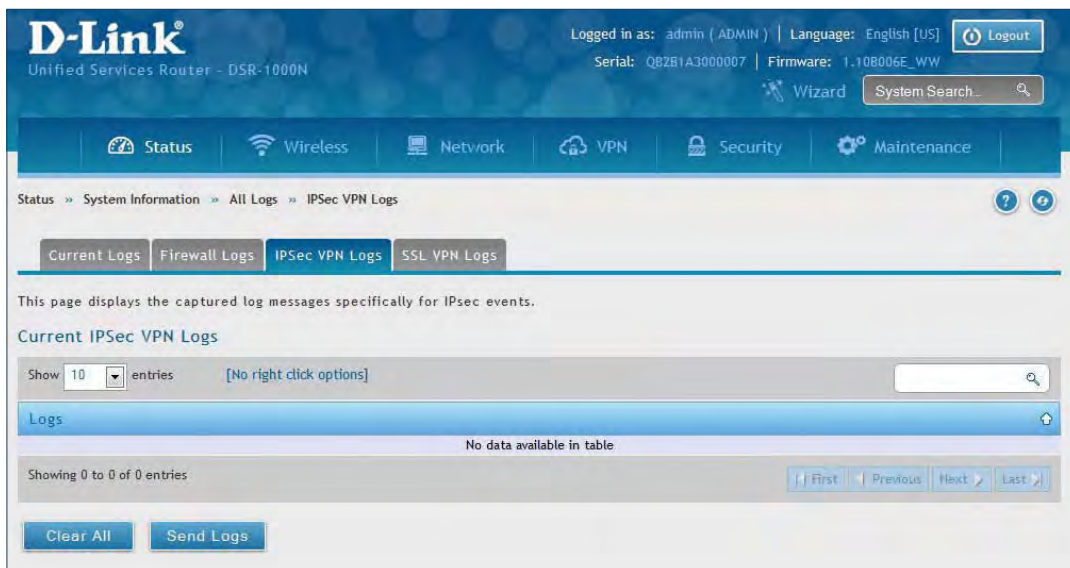 D-Link
Unified Services Router - DSR-1000N
Logged in as: admin ( ADMIN ) | Language: English [US]
Logout
Serial: QB2B1A3000007 | Firmware: 1.10B006E_WW
Wizard
System Search...
Status
Wireless
Network
VPN
Security
Maintenance
Status » System Information » All Logs » IPSec VPN Logs
?
Current Logs
Firewall Logs
IPSec VPN Logs
SSL VPN Logs
This page displays the captured log messages specifically for IPsec events.
Current IPSec VPN Logs
Show 10 entries
[No right click options]
Logs
No data available in table
Showing 0 to 0 of 0 entries
First
Previous
Next
Last
Clear All
Send Logs